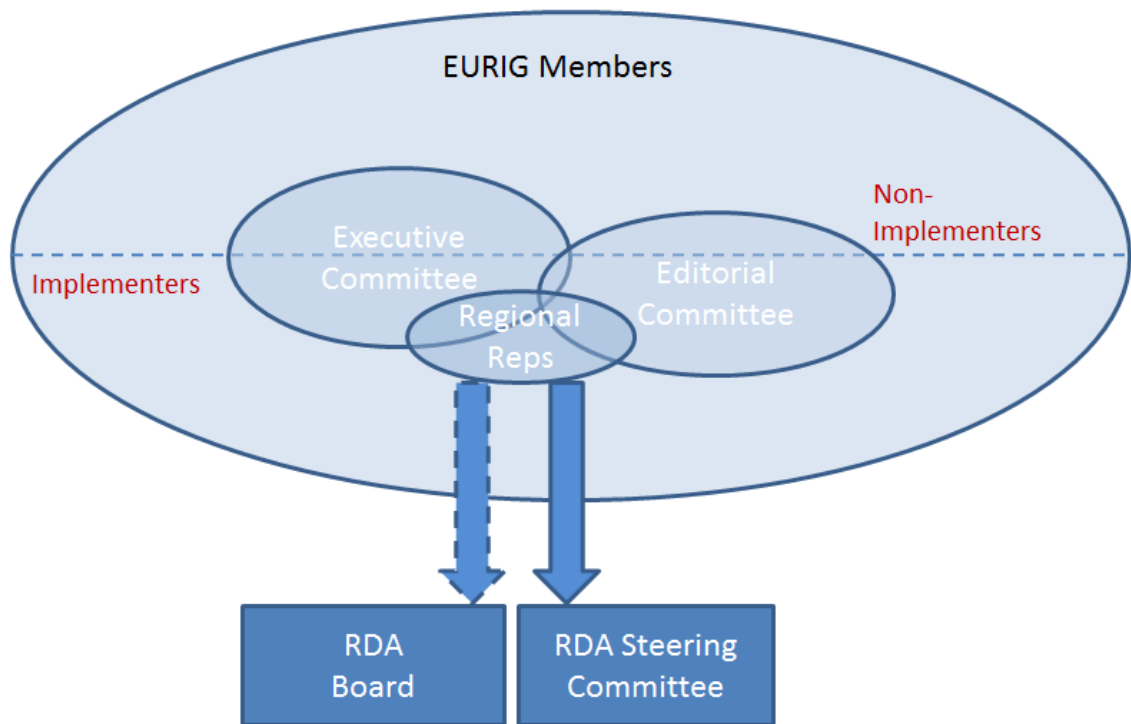 EURIG Members
Non-
Implementers
Executive
Committee
Implementers
Editorial
Committee
Regional
Reps
RDA
Board
RDA Steering
Committee